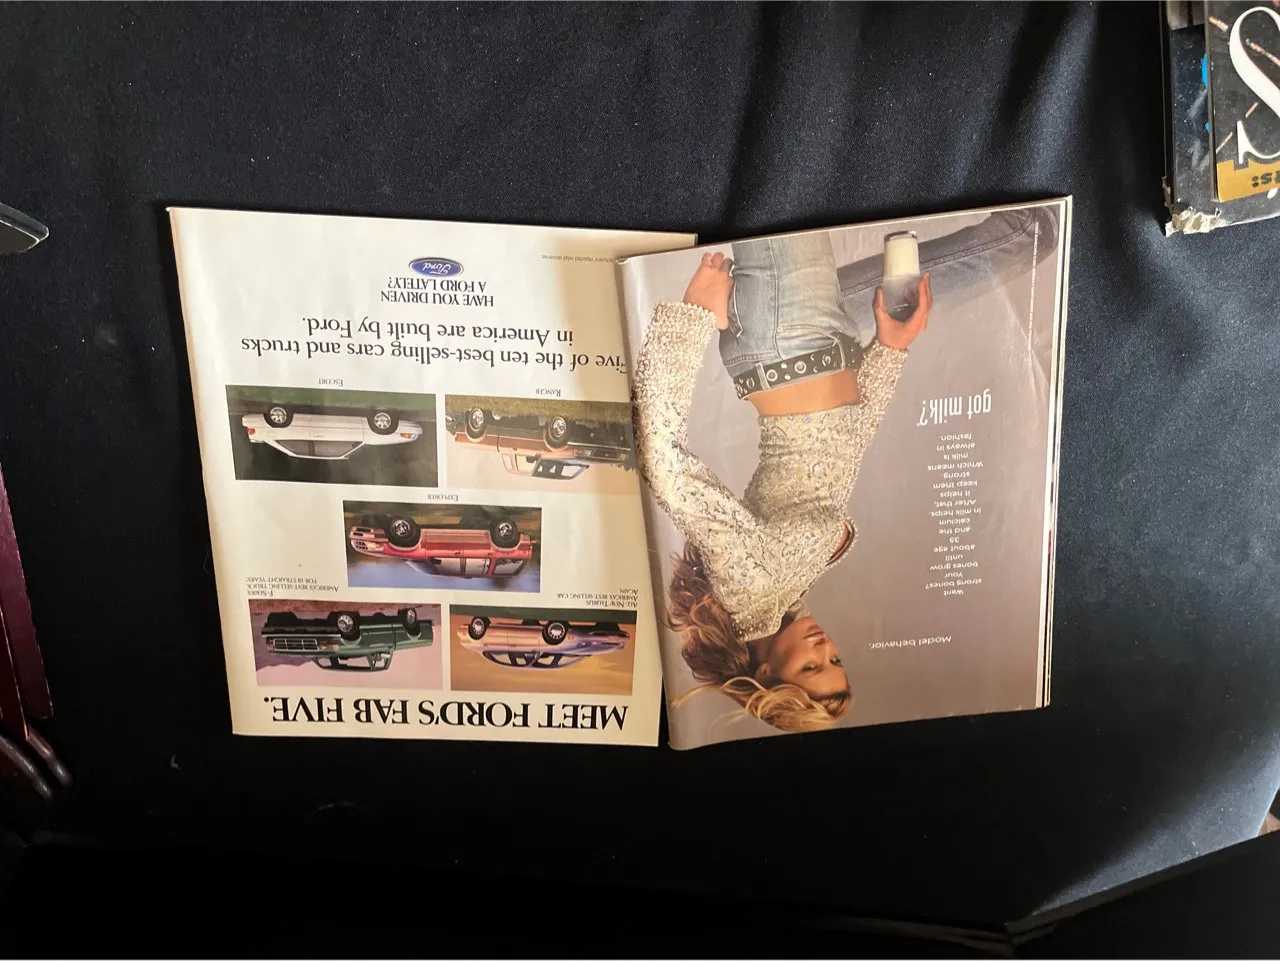 MEET FORD'S FAB FIVE.
ALL-NEW TAURUS
AMERICA'S BEST-SELLING CAR.
AGAIN.
F-SERIES
AMERICA'S BEST-SELLING TRUCK
FOR 18 STRAIGHT YEARS.
EXPLORER
RANGER
ESCORT
Five of the ten best-selling cars and trucks
in America are built by Ford.
HAVE YOU DRIVEN
A FORD LATELY?
Ford
Model behavior.
Want
strong bones?
Your
bones grow
until
about age
35
and the
calcium
in milk helps.
After that,
it helps
keep them
strong.
Which means
milk is
always in
fashion.
got milk?
S